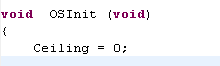 void  OSInit (void)
{
    Ceiling = 0;